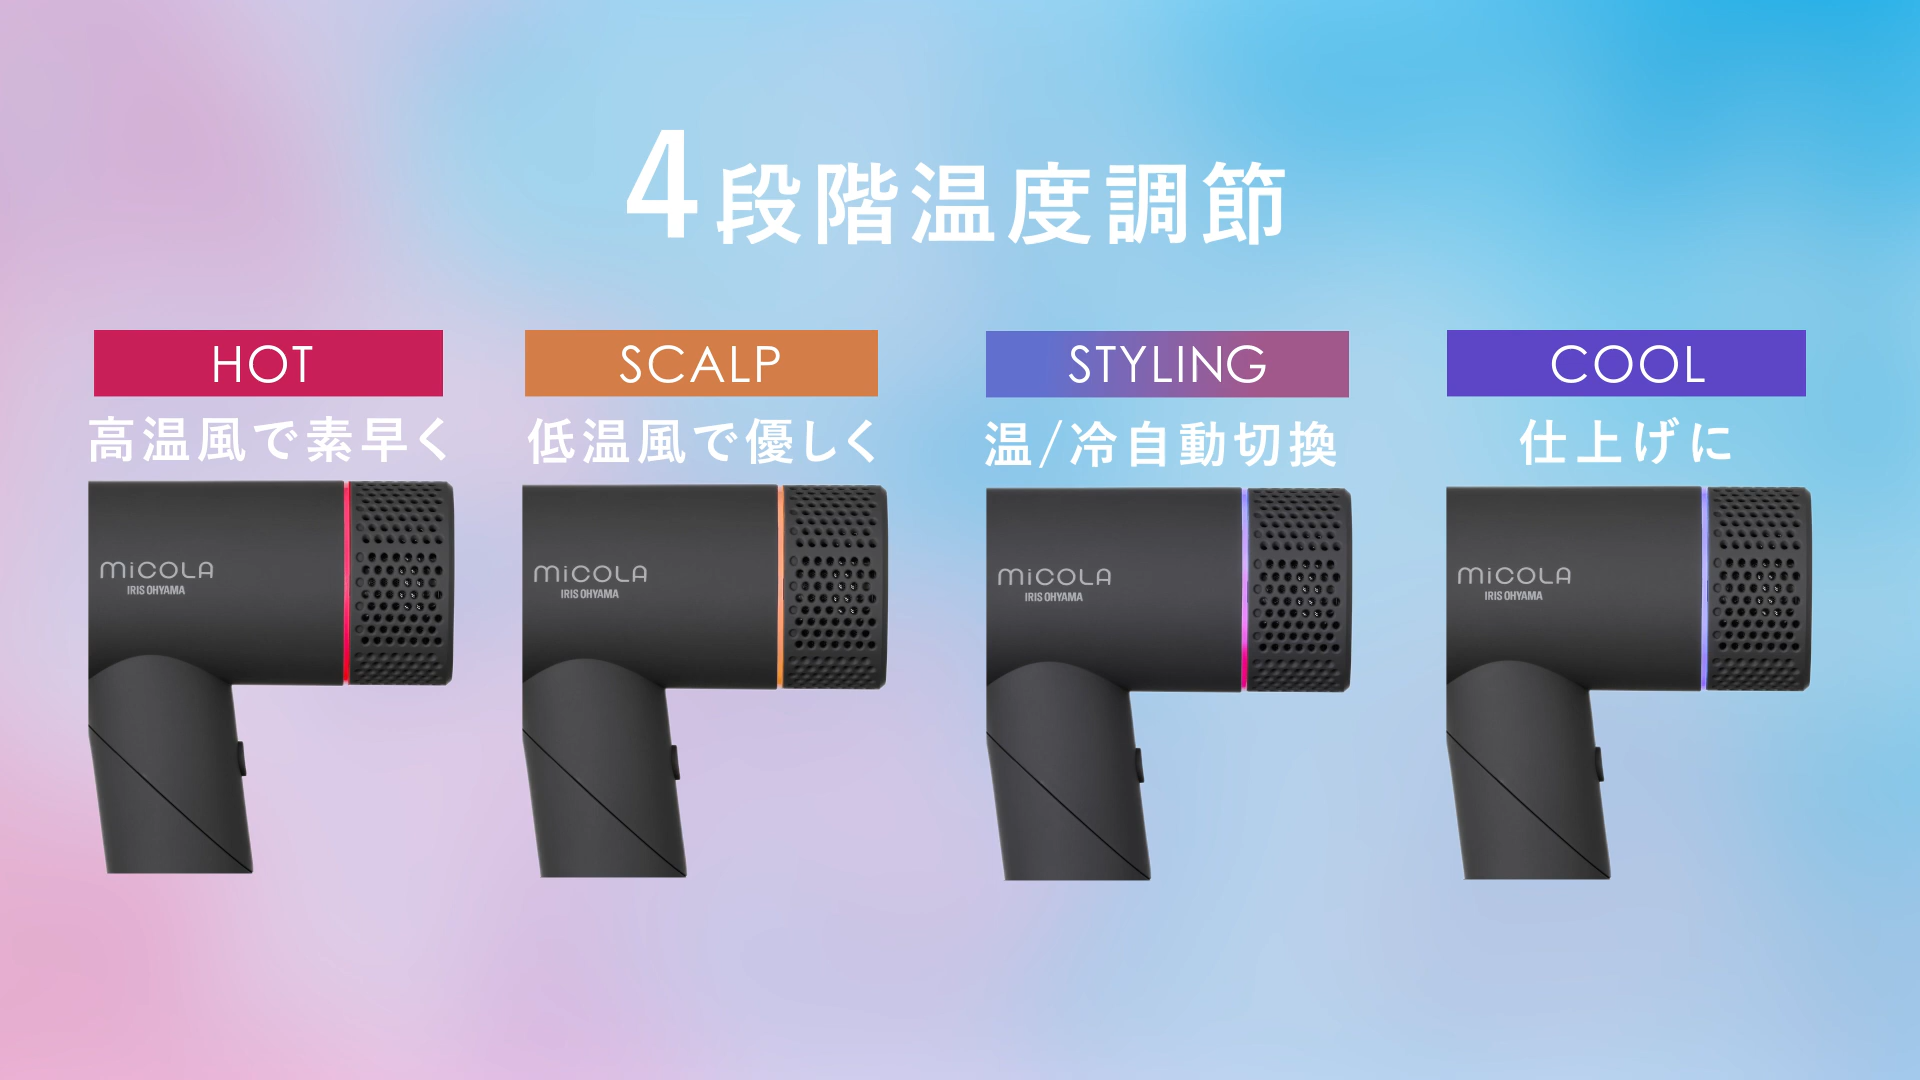 4段階温度調節
HOT
高温風で素早く
SCALP
低温風で優しく
STYLING
温/冷自動切換
COOL
仕上げに
MiCOLA
IRIS OHYAMA
MiCOLA
IRIS OHYAMA
MiCOLA
IRIS OHYAMA
MiCOLA
IRIS OHYAMA